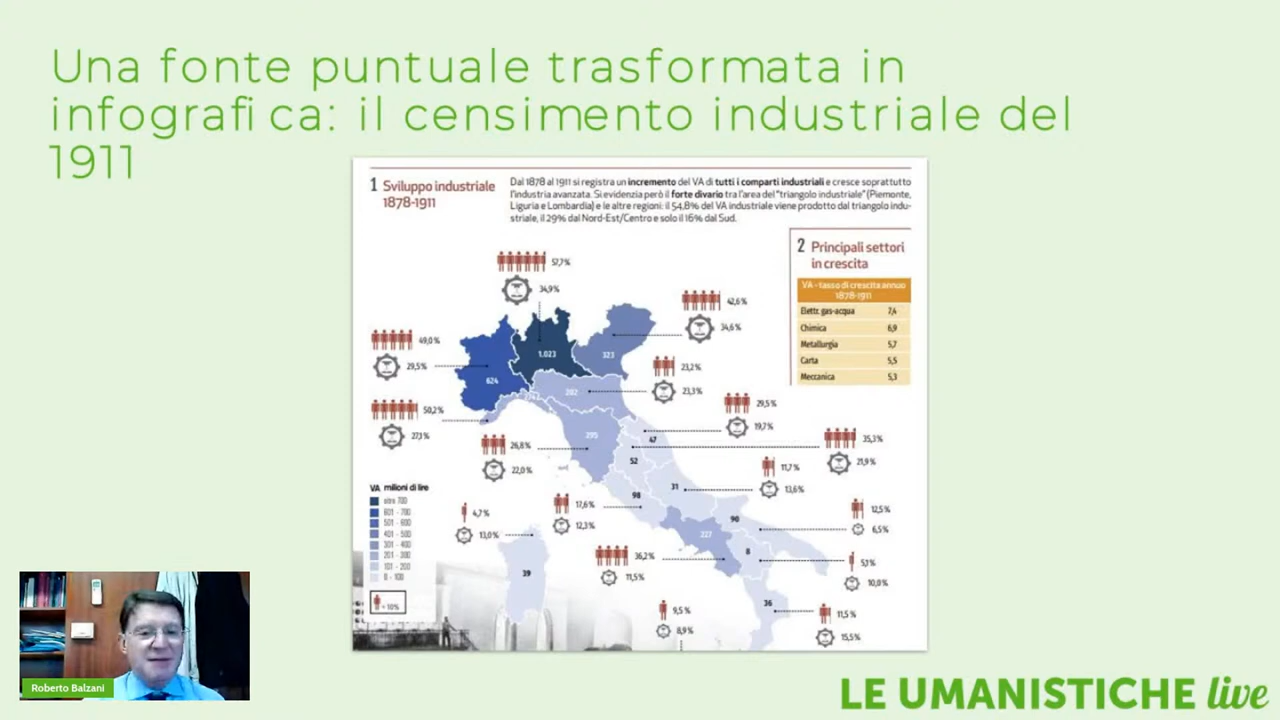 Una fonte puntuale trasformata in
infografi ca: il censimento industriale del
1911
1 Sviluppo industriale
1878-1911
Dal 1878 al 1911 si registra un incremento del VA di tutti i comparti industriali e cresce soprattutto
l'industria avanzata. Si evidenzia però il forte divario tra l'area del "triangolo industriale" (Piemonte,
Liguria e Lombardia) e le altre regioni: il 54,8% del VA industriale viene prodotto dal triangolo indu-
striale, il 29% dal Nord-Est/Centro e solo il 16% dal Sud.
2 Principali settori
in crescita
VA - tasso di crescita annuo
1878-1911
Elettr. gas-acqua 7,4
Chimica 6,9
Metallurgia 5,7
Carta 5,5
Meccanica 5,3
57,7%
34,9%
42,6%
34,6%
49,0%
29,5%
1.023
323
624
23,2%
23,3%
202
50,2%
27,1%
29,5%
19,7%
26,8%
22,0%
295
47
35,3%
21,9%
52
11,7%
13,6%
31
98
17,6%
12,3%
12,5%
6,5%
90
4,7%
13,0%
227
36,2%
11,5%
8
5,1%
10,0%
39
36
9,5%
8,9%
11,5%
15,5%
VA milioni di lire
oltre 700
601 - 700
501 - 600
401 - 500
301 - 400
201 - 300
101 - 200
0 - 100
= 10%
Roberto Balzani
LE UMANISTICHE live